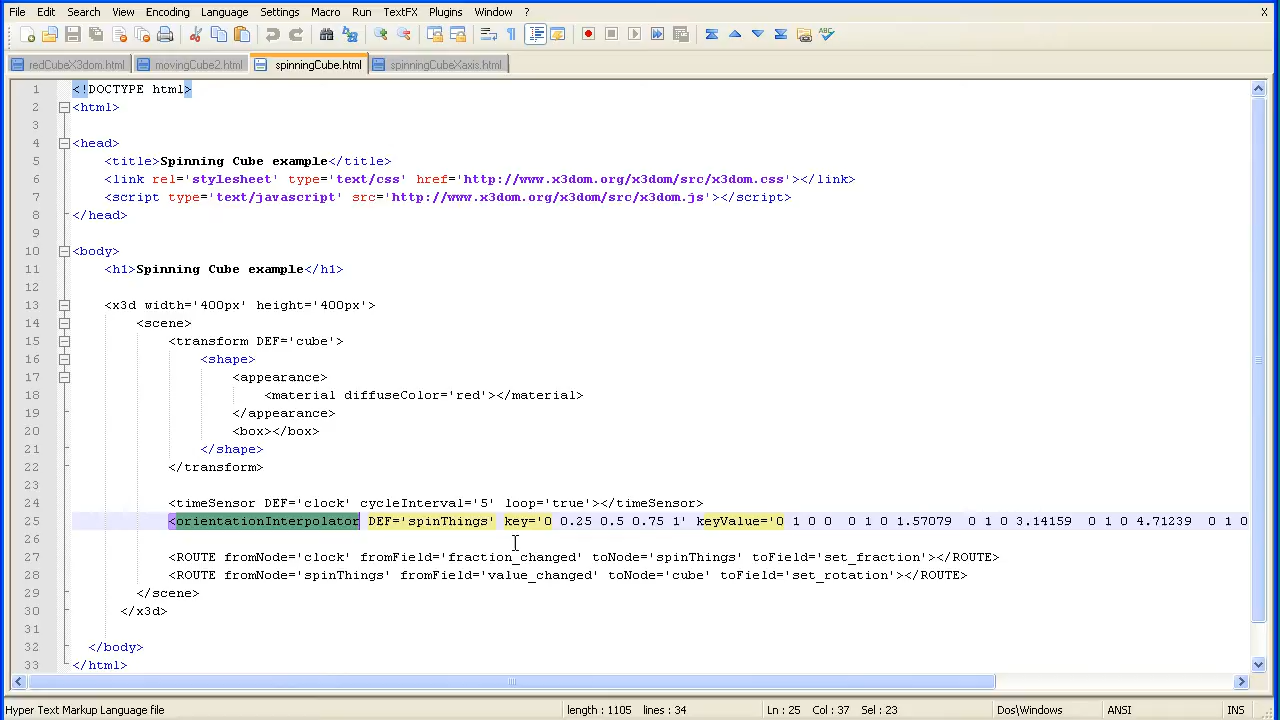 File Edit Search View Encoding Language Settings Macro Run TextFX Plugins Window ? X
redCubeX3dom.html movingCube2.html spinningCube.html spinningCubeXaxis.html
1 <!DOCTYPE html>
2 <html>
3
4 <head>
5 <title>Spinning Cube example</title>
6 <link rel='stylesheet' type='text/css' href='http://www.x3dom.org/x3dom/src/x3dom.css'></link>
7 <script type='text/javascript' src='http://www.x3dom.org/x3dom/src/x3dom.js'></script>
8 </head>
9
10 <body>
11 <h1>Spinning Cube example</h1>
12
13 <x3d width='400px' height='400px'>
14 <scene>
15 <transform DEF='cube'>
16 <shape>
17 <appearance>
18 <material diffuseColor='red'></material>
19 </appearance>
20 <box></box>
21 </shape>
22 </transform>
23
24 <timeSensor DEF='clock' cycleInterval='5' loop='true'></timeSensor>
25 <orientationInterpolator DEF='spinThings' key='0 0.25 0.5 0.75 1' keyValue='0 1 0 0 0 1 0 1.57079 0 1 0 3.14159 0 1 0 4.71239 0 1 0
26
27 <ROUTE fromNode='clock' fromField='fraction_changed' toNode='spinThings' toField='set_fraction'></ROUTE>
28 <ROUTE fromNode='spinThings' fromField='value_changed' toNode='cube' toField='set_rotation'></ROUTE>
29 </scene>
30 </x3d>
31
32 </body>
33 </html>
Hyper Text Markup Language file length : 1105 lines : 34 Ln : 25 Col : 37 Sel : 23 Dos\Windows ANSI INS